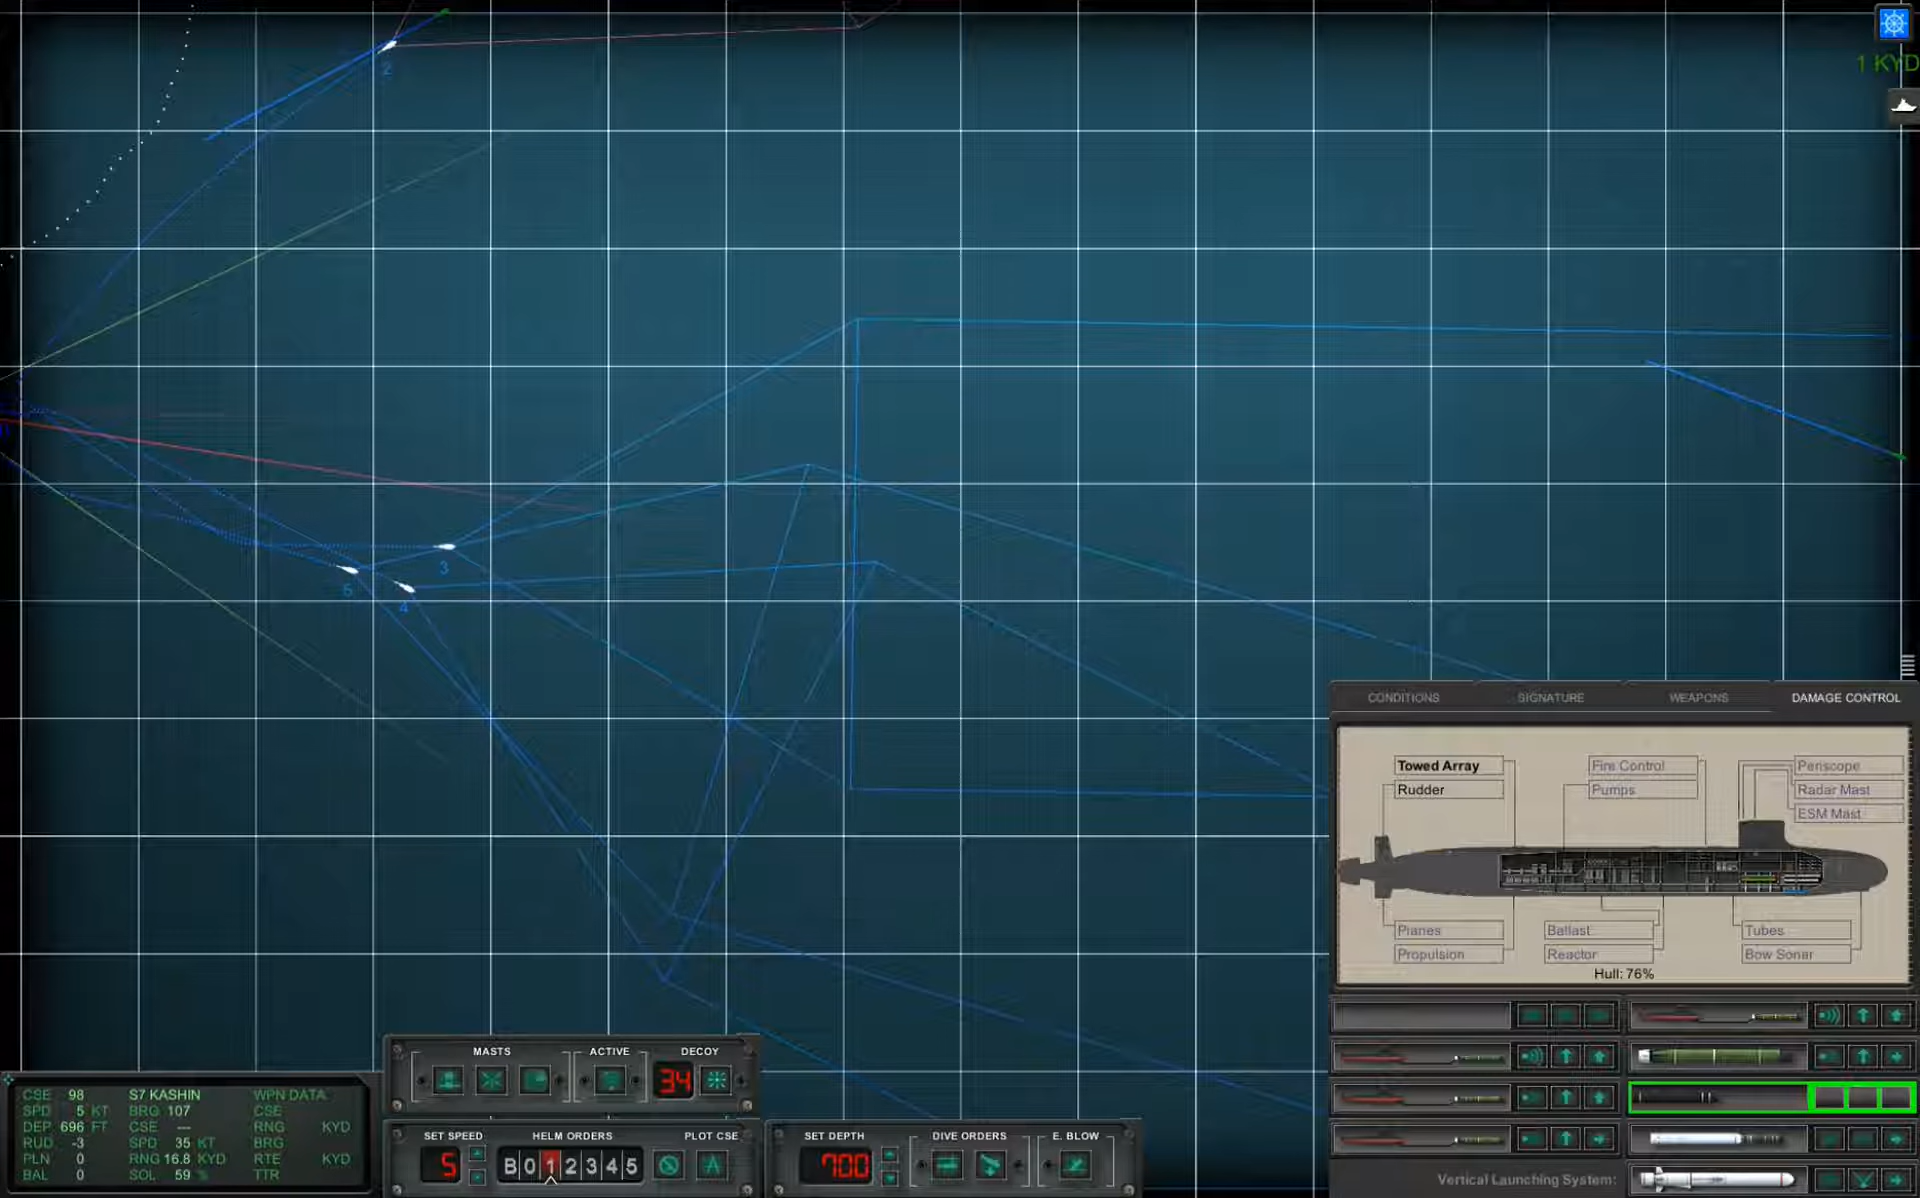 2
1 KYD
3
5
4
CONDITIONS SIGNATURE WEAPONS DAMAGE CONTROL
Towed Array Fire Control Periscope
Rudder Pumps Radar Mast
ESM Mast
Planes Ballast Tubes
Propulsion Reactor Bow Sonar
Hull: 76%
MASTS ACTIVE DECOY
34
CSE 98 S7 KASHIN WPN DATA
SPD 5 KT BRG 107 CSE
DEP 696 FT CSE --- RNG KYD
RUD -3 SPD 35 KT BRG
PLN 0 RNG 16.8 KYD RTE KYD
BAL 0 SOL 59 % TTR
SET SPEED HELM ORDERS PLOT CSE
5 B 0 1 2 3 4 5
SET DEPTH DIVE ORDERS E. BLOW
700
Vertical Launching System: